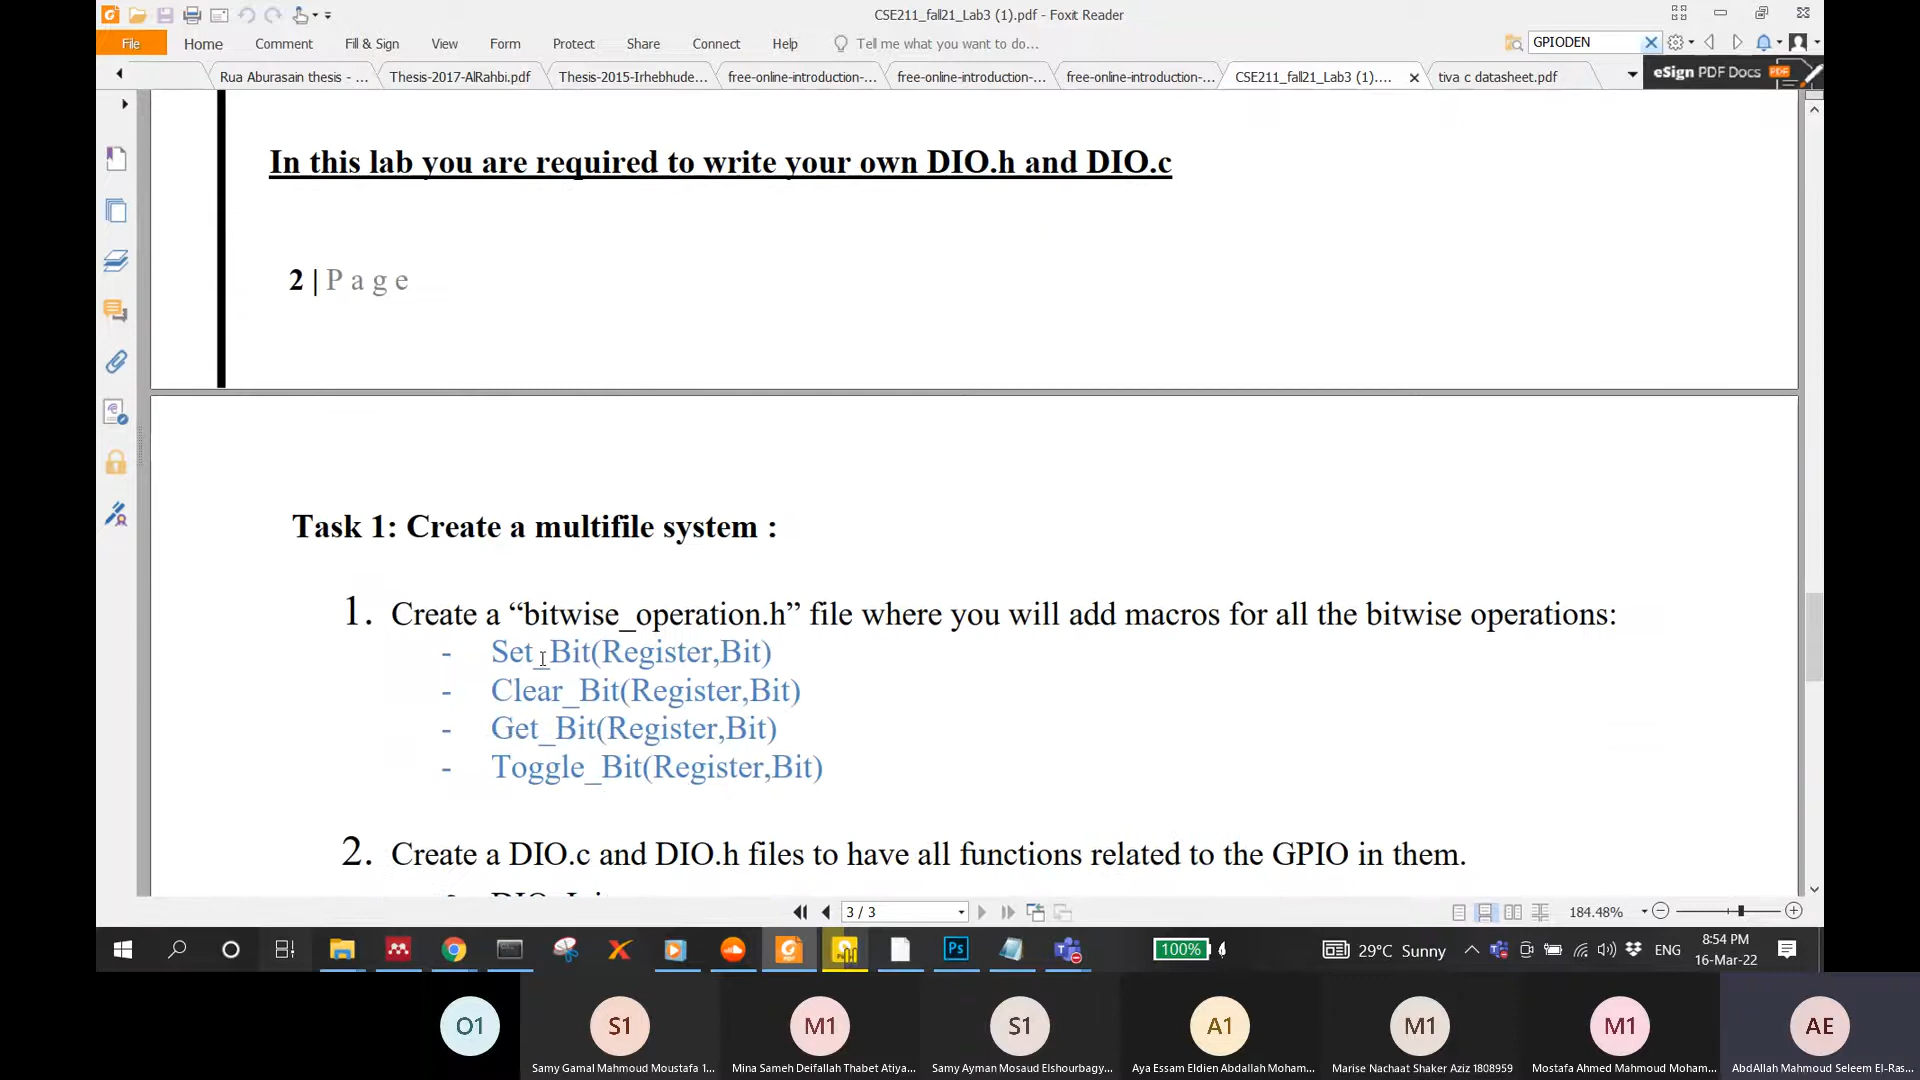 CSE211_fall21_Lab3 (1).pdf - Foxit Reader
File Home Comment Fill & Sign View Form Protect Share Connect Help Tell me what you want to do... GPIODEN
Rua Aburasain thesis - ... Thesis-2017-AlRahbi.pdf Thesis-2015-Irhebhude... free-online-introduction-... free-online-introduction-... free-online-introduction-... CSE211_fall21_Lab3 (1).... tiva c datasheet.pdf eSign PDF Docs PDF
In this lab you are required to write your own DIO.h and DIO.c
2 | P a g e
Task 1: Create a multifile system :
1. Create a “bitwise_operation.h” file where you will add macros for all the bitwise operations:
- Set_Bit(Register,Bit)
- Clear_Bit(Register,Bit)
- Get_Bit(Register,Bit)
- Toggle_Bit(Register,Bit)
2. Create a DIO.c and DIO.h files to have all functions related to the GPIO in them.
3 / 3 184.48%
100% 29°C Sunny ENG 8:54 PM
16-Mar-22
O1 S1 M1 S1 A1 M1 M1 AE
Samy Gamal Mahmoud Moustafa 1... Mina Sameh Deifallah Thabet Atiya... Samy Ayman Mosaud Elshourbagy... Aya Essam Eldien Abdallah Moham... Marise Nachaat Shaker Aziz 1808959 Mostafa Ahmed Mahmoud Moham... AbdAllah Mahmoud Seleem El-Ras...